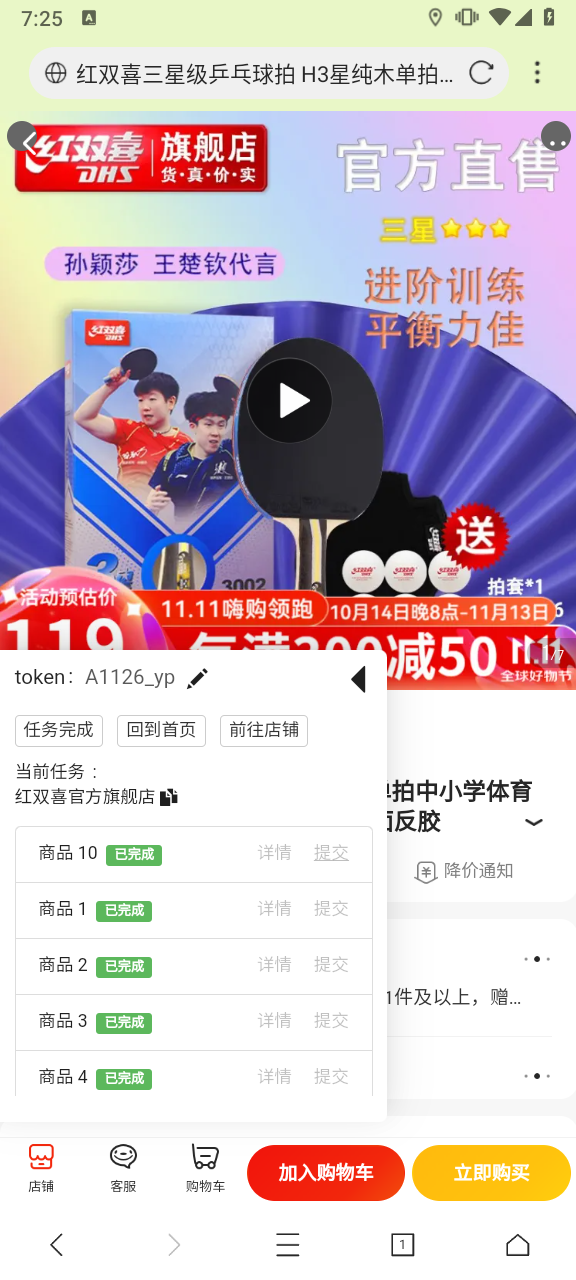 7:25
A
红双喜三星级乒乓球拍 H3星纯木单拍...
红双喜
DHS
旗舰店
货·真·价·实
官方直售
三星
孙颖莎 王楚钦代言
进阶训练
平衡力佳
红双喜
DHS
3002
送
拍套*1
活动预估价
11.11嗨购领跑
10月14日晚8点-11月13日
119
每满300减50
11.11
全球好物节
1/7
token: A1126_yp
任务完成 回到首页 前往店铺
当前任务 :
红双喜官方旗舰店
单拍中小学体育
面反胶
降价通知
商品 10 已完成 详情 提交
商品 1 已完成 详情 提交
商品 2 已完成 详情 提交
1件及以上，赠...
商品 3 已完成 详情 提交
商品 4 已完成 详情 提交
店铺 客服 购物车 加入购物车 立即购买
1